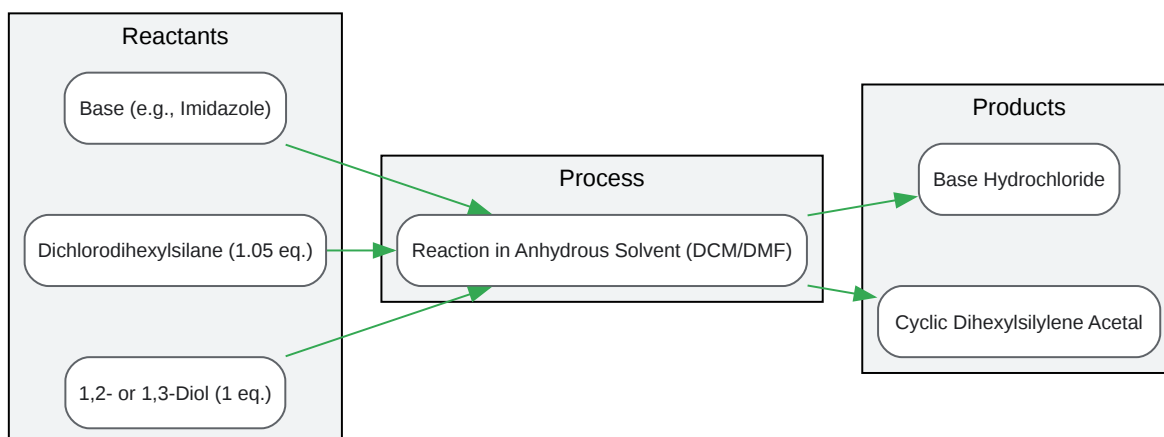 Reactants
Base (e.g., Imidazole)
Dichlorodihexylsilane (1.05 eq.)
1,2- or 1,3-Diol (1 eq.)
Process
Reaction in Anhydrous Solvent (DCM/DMF)
Products
Base Hydrochloride
Cyclic Dihexylsilylene Acetal